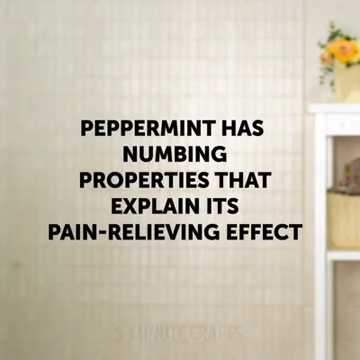 PEPPERMINT HAS
NUMBING
PROPERTIES THAT
EXPLAIN ITS
PAIN-RELIEVING EFFECT
5-MINUTE CRAFTS